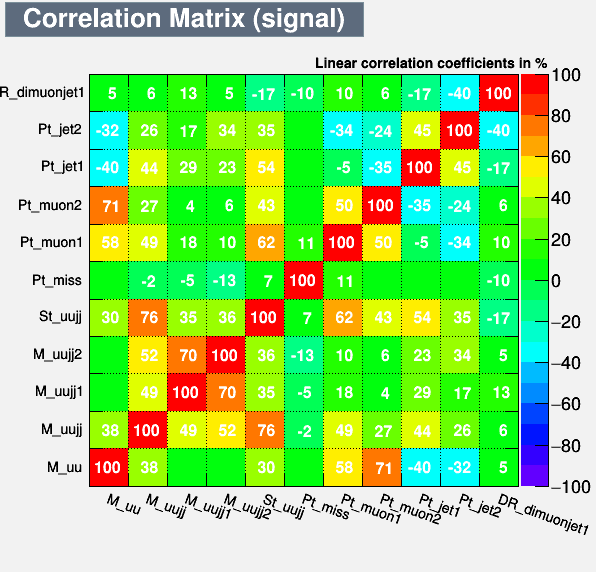 Correlation Matrix (signal)
Linear correlation coefficients in %
R_dimuonjet1 5 6 13 5 -17 -10 10 6 -17 -40 100
Pt_jet2 -32 26 17 34 35 -34 -24 45 100 -40
Pt_jet1 -40 44 29 23 54 -5 -35 100 45 -17
Pt_muon2 71 27 4 6 43 50 100 -35 -24 6
Pt_muon1 58 49 18 10 62 11 100 50 -5 -34 10
Pt_miss -2 -5 -13 7 100 11 -10
St_uujj 30 76 35 36 100 7 62 43 54 35 -17
M_uujj2 52 70 100 36 -13 10 6 23 34 5
M_uujj1 49 100 70 35 -5 18 4 29 17 13
M_uujj 38 100 49 52 76 -2 49 27 44 26 6
M_uu 100 38 30 58 71 -40 -32 5
M_uu M_uujj M_uujj1 M_uujj2 St_uujj Pt_miss Pt_muon1 Pt_muon2 Pt_jet1 Pt_jet2 DR_dimuonjet1
100
80
60
40
20
0
−20
−40
−60
−80
−100